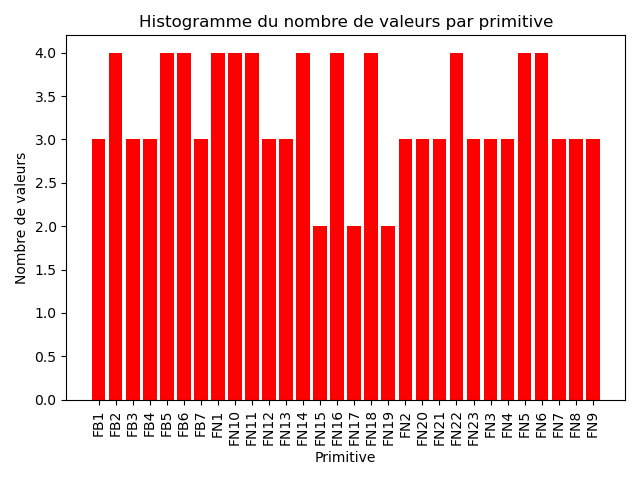 Histogramme du nombre de valeurs par primitive
Nombre de valeurs
4.0
3.5
3.0
2.5
2.0
1.5
1.0
0.5
0.0
FB1
FB2
FB3
FB4
FB5
FB6
FB7
FN1
FN10
FN11
FN12
FN13
FN14
FN15
FN16
FN17
FN18
FN19
FN2
FN20
FN21
FN22
FN23
FN3
FN4
FN5
FN6
FN7
FN8
FN9
Primitive